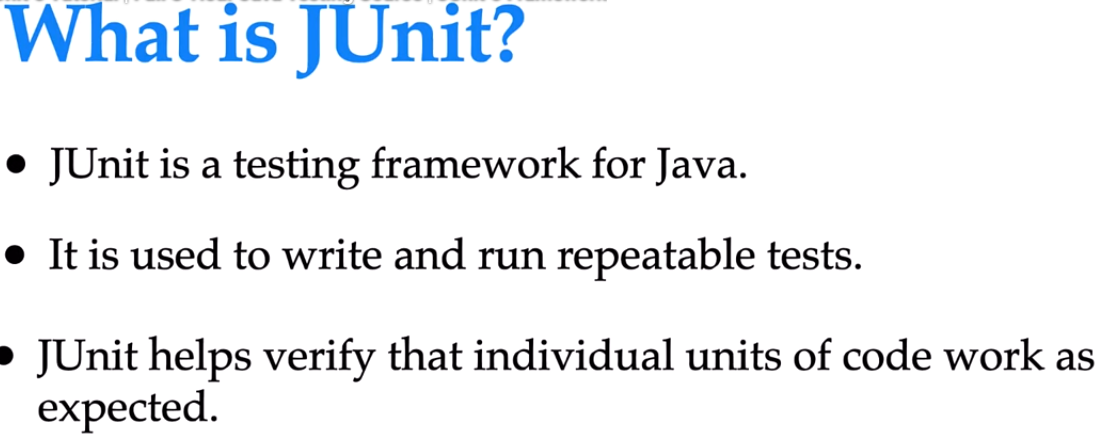 What is JUnit?
• JUnit is a testing framework for Java.
• It is used to write and run repeatable tests.
• JUnit helps verify that individual units of code work as
expected.